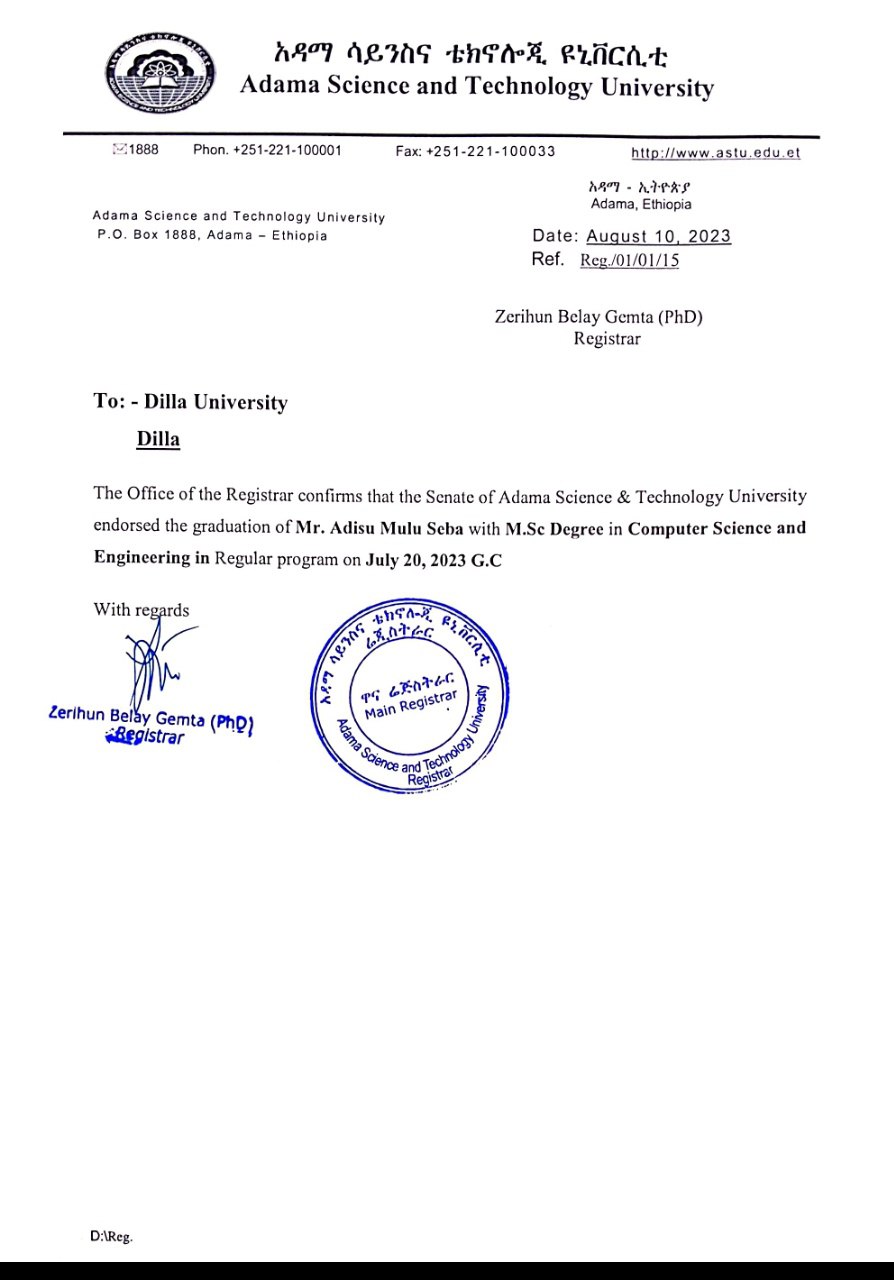 አዳማ ሳይንስና ቴክኖሎጂ ዩኒቨርሲቲ
Adama Science and Technology University
1888 Phon. +251-221-100001 Fax: +251-221-100033 http://www.astu.edu.et
አዳማ - ኢትዮጵያ
Adama, Ethiopia
Adama Science and Technology University
P.O. Box 1888, Adama – Ethiopia
Date: August 10, 2023
Ref. Reg./01/01/15
Zerihun Belay Gemta (PhD)
Registrar
To: - Dilla University
Dilla
The Office of the Registrar confirms that the Senate of Adama Science & Technology University
endorsed the graduation of Mr. Adisu Mulu Seba with M.Sc Degree in Computer Science and
Engineering in Regular program on July 20, 2023 G.C
With regards
Zerihun Belay Gemta (PhD)
Registrar
አዳማ ሳይንስና ቴክኖሎጂ ዩኒቨርሲቲ
ሬጂስትራር
ዋና ሬጅስትራር
Main Registrar
Adama Science and Technology University
Registrar
D:\Reg.